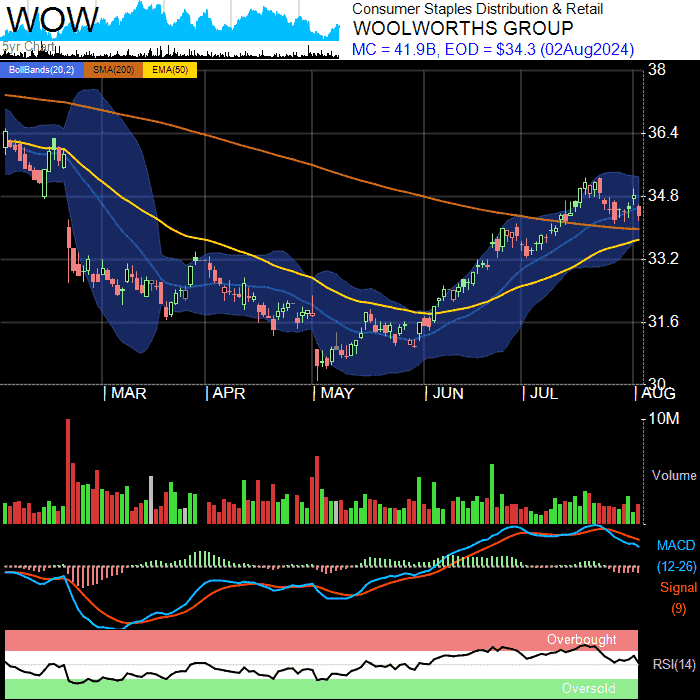 WOW
5yr Chart
Consumer Staples Distribution & Retail
WOOLWORTHS GROUP
MC = 41.9B, EOD = $34.3 (02Aug2024)
BollBands(20,2) SMA(200) EMA(50)
38
36.4
34.8
33.2
31.6
30
MAR APR MAY JUN JUL AUG
10M
Volume
MACD
(12-26)
Signal
(9)
Overbought
RSI(14)
Oversold